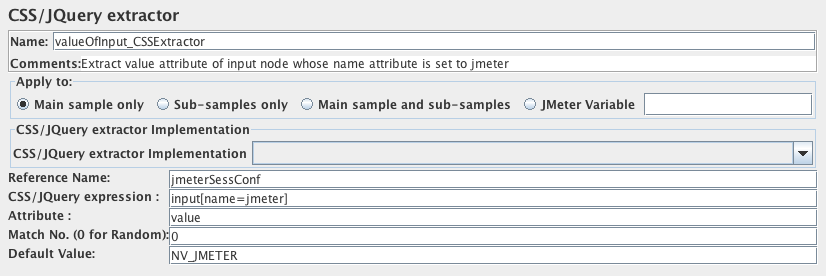 CSS/JQuery extractor
Name: valueOfInput_CSSExtractor
Comments: Extract value attribute of input node whose name attribute is set to jmeter
Apply to:
Main sample only Sub-samples only Main sample and sub-samples JMeter Variable
CSS/JQuery extractor Implementation
CSS/JQuery extractor Implementation
Reference Name: jmeterSessConf
CSS/JQuery expression : input[name=jmeter]
Attribute : value
Match No. (0 for Random): 0
Default Value: NV_JMETER